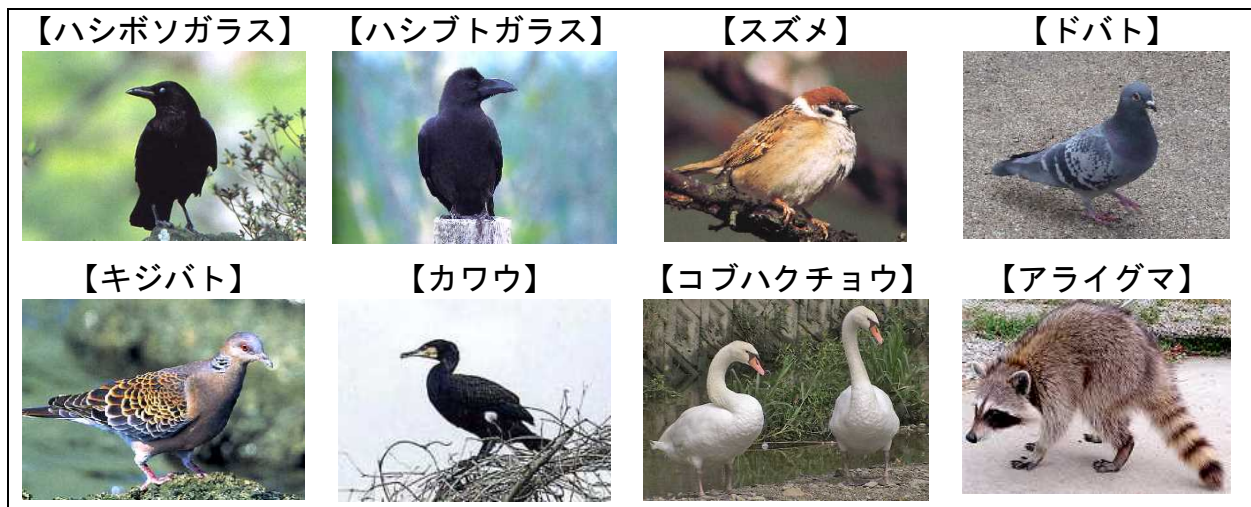 【ハシボソガラス】 【ハシブトガラス】 【スズメ】 【ドバト】
【キジバト】 【カワウ】 【コブハクチョウ】 【アライグマ】